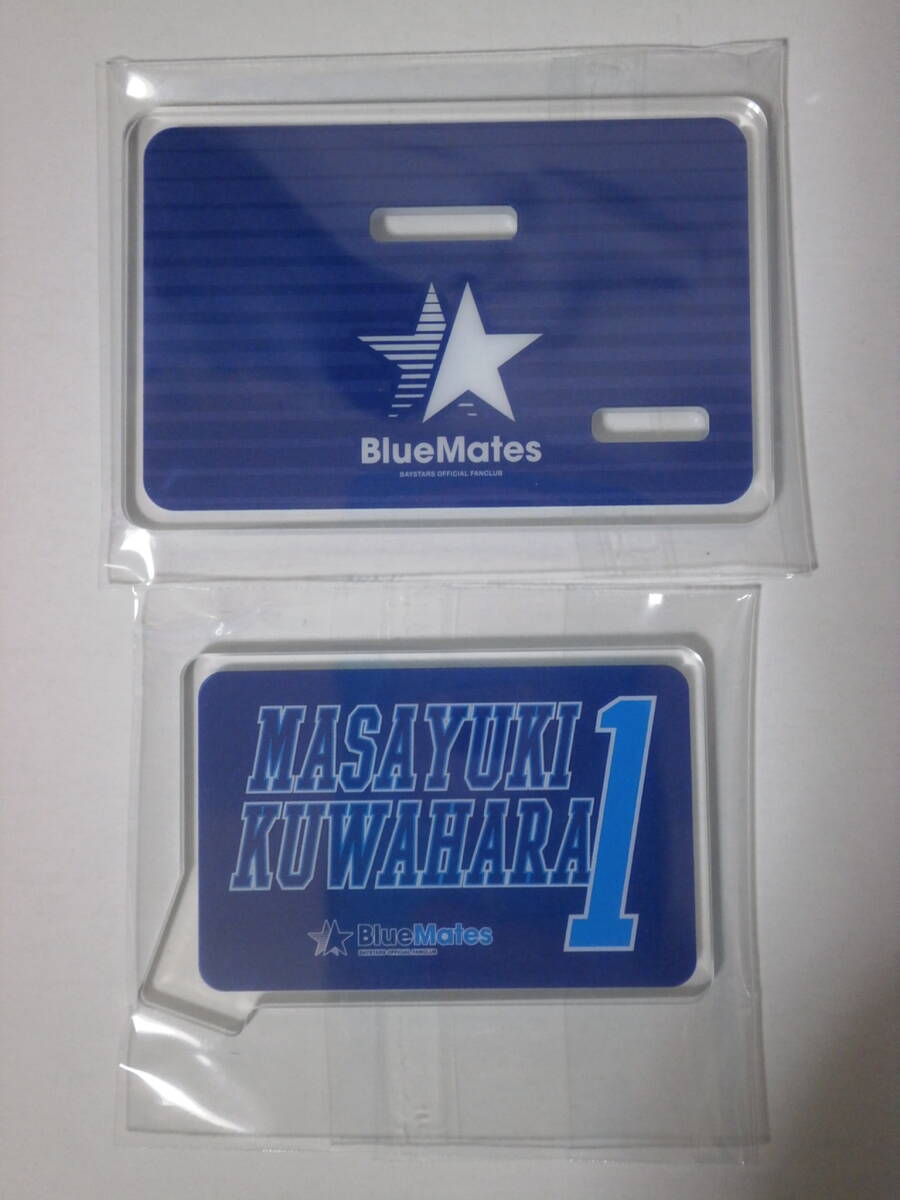 BlueMates
BAYSTARS OFFICIAL FANCLUB
MASAYUKI
KUWAHARA
1
BlueMates
BAYSTARS OFFICIAL FANCLUB